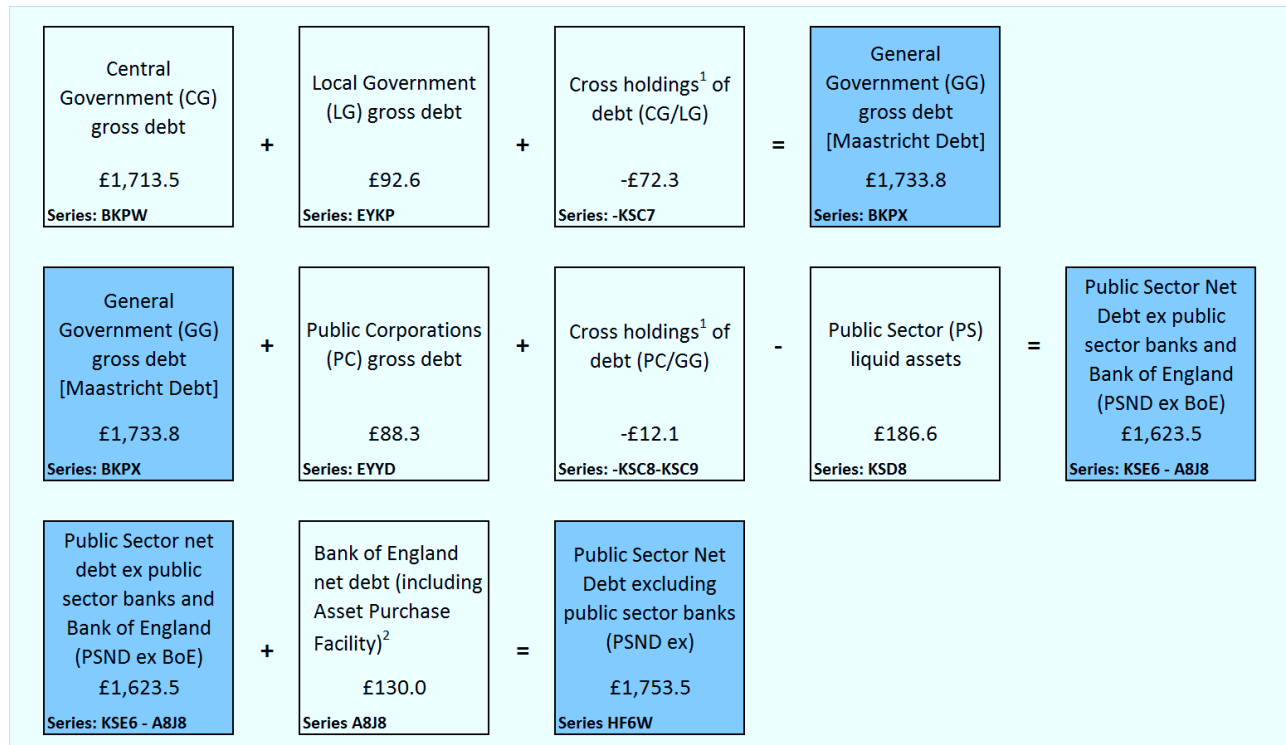 Central
Government (CG)
gross debt
£1,713.5
Series: BKPW
+
Local Government
(LG) gross debt
£92.6
Series: EYKP
+
Cross holdings¹ of
debt (CG/LG)
-£72.3
Series: -KSC7
=
General
Government (GG)
gross debt
[Maastricht Debt]
£1,733.8
Series: BKPX
General
Government (GG)
gross debt
[Maastricht Debt]
£1,733.8
Series: BKPX
+
Public Corporations
(PC) gross debt
£88.3
Series: EYYD
+
Cross holdings¹ of
debt (PC/GG)
-£12.1
Series: -KSC8-KSC9
-
Public Sector (PS)
liquid assets
£186.6
Series: KSD8
=
Public Sector Net
Debt ex public
sector banks and
Bank of England
(PSND ex BoE)
£1,623.5
Series: KSE6 - A8J8
Public Sector net
debt ex public
sector banks and
Bank of England
(PSND ex BoE)
£1,623.5
Series: KSE6 - A8J8
+
Bank of England
net debt (including
Asset Purchase
Facility)²
£130.0
Series A8J8
=
Public Sector Net
Debt excluding
public sector banks
(PSND ex)
£1,753.5
Series HF6W